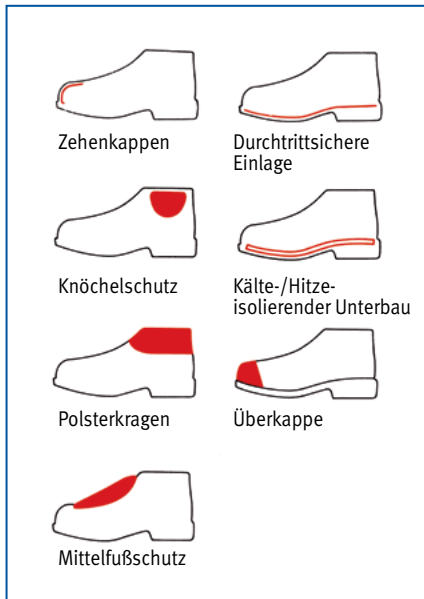 Zehenkappen
Durchtrittsichere
Einlage
Knöchelschutz
Kälte-/Hitze-
isolierender Unterbau
Polsterkragen
Überkappe
Mittelfußschutz